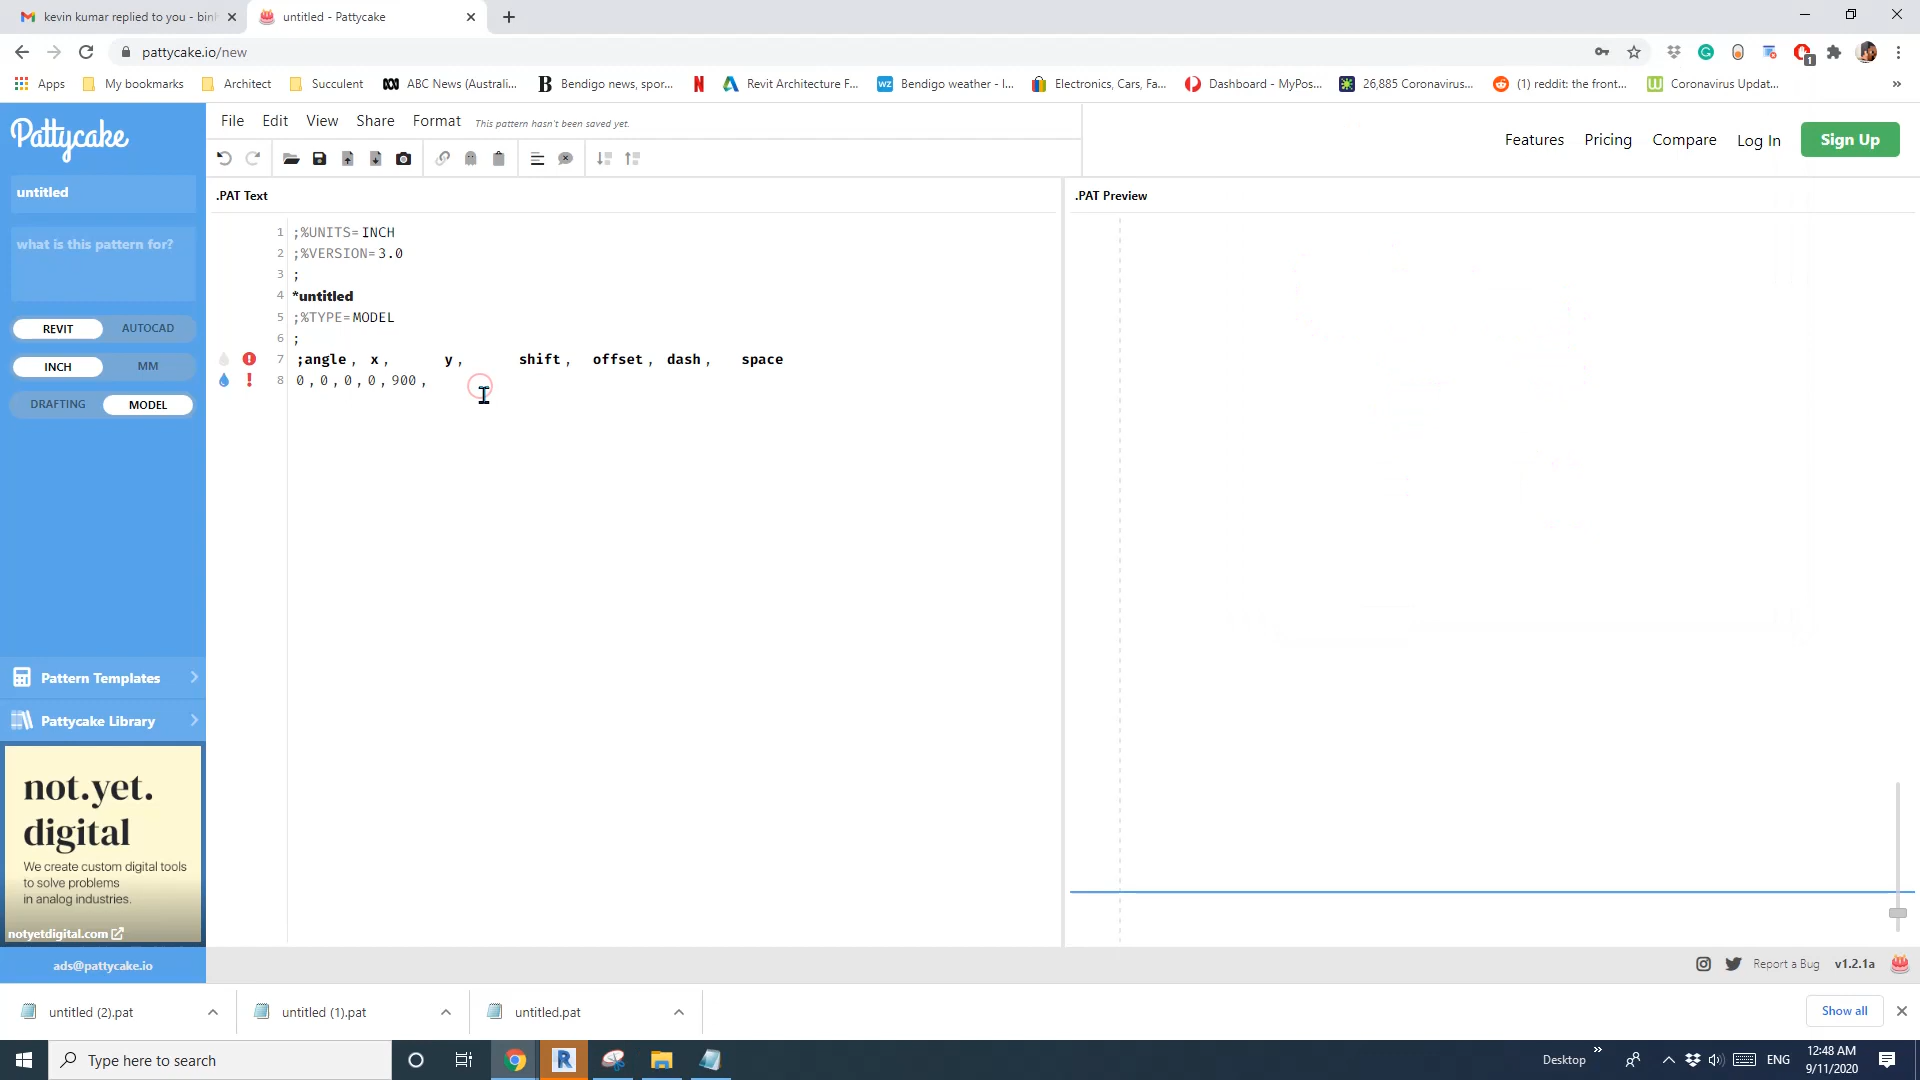 kevin kumar replied to you - binh
untitled - Pattycake
pattycake.io/new
1
Apps
My bookmarks
Architect
Succulent
ABC News (Australi...
Bendigo news, spor...
Revit Architecture F...
Bendigo weather - l...
Electronics, Cars, Fa...
Dashboard - MyPos...
26,885 Coronavirus...
(1) reddit: the front...
Coronavirus Updat...
»
Pattycake
File Edit View Share Format This pattern hasn't been saved yet.
Features Pricing Compare Log In Sign Up
untitled
what is this pattern for?
REVIT AUTOCAD
INCH MM
DRAFTING MODEL
.PAT Text
.PAT Preview
1 ;%UNITS=INCH
2 ;%VERSION=3.0
3 ;
4 *untitled
5 ;%TYPE=MODEL
6 ;
7 ;angle, x, y, shift, offset, dash, space
8 0,0,0,0,900,
Pattern Templates
Pattycake Library
not.yet.
digital
We create custom digital tools
to solve problems
in analog industries.
notyetdigital.com
ads@pattycake.io
Report a Bug v1.2.1a
untitled (2).pat
untitled (1).pat
untitled.pat
Show all
Type here to search
R
Desktop
»
ENG
12:48 AM
9/11/2020